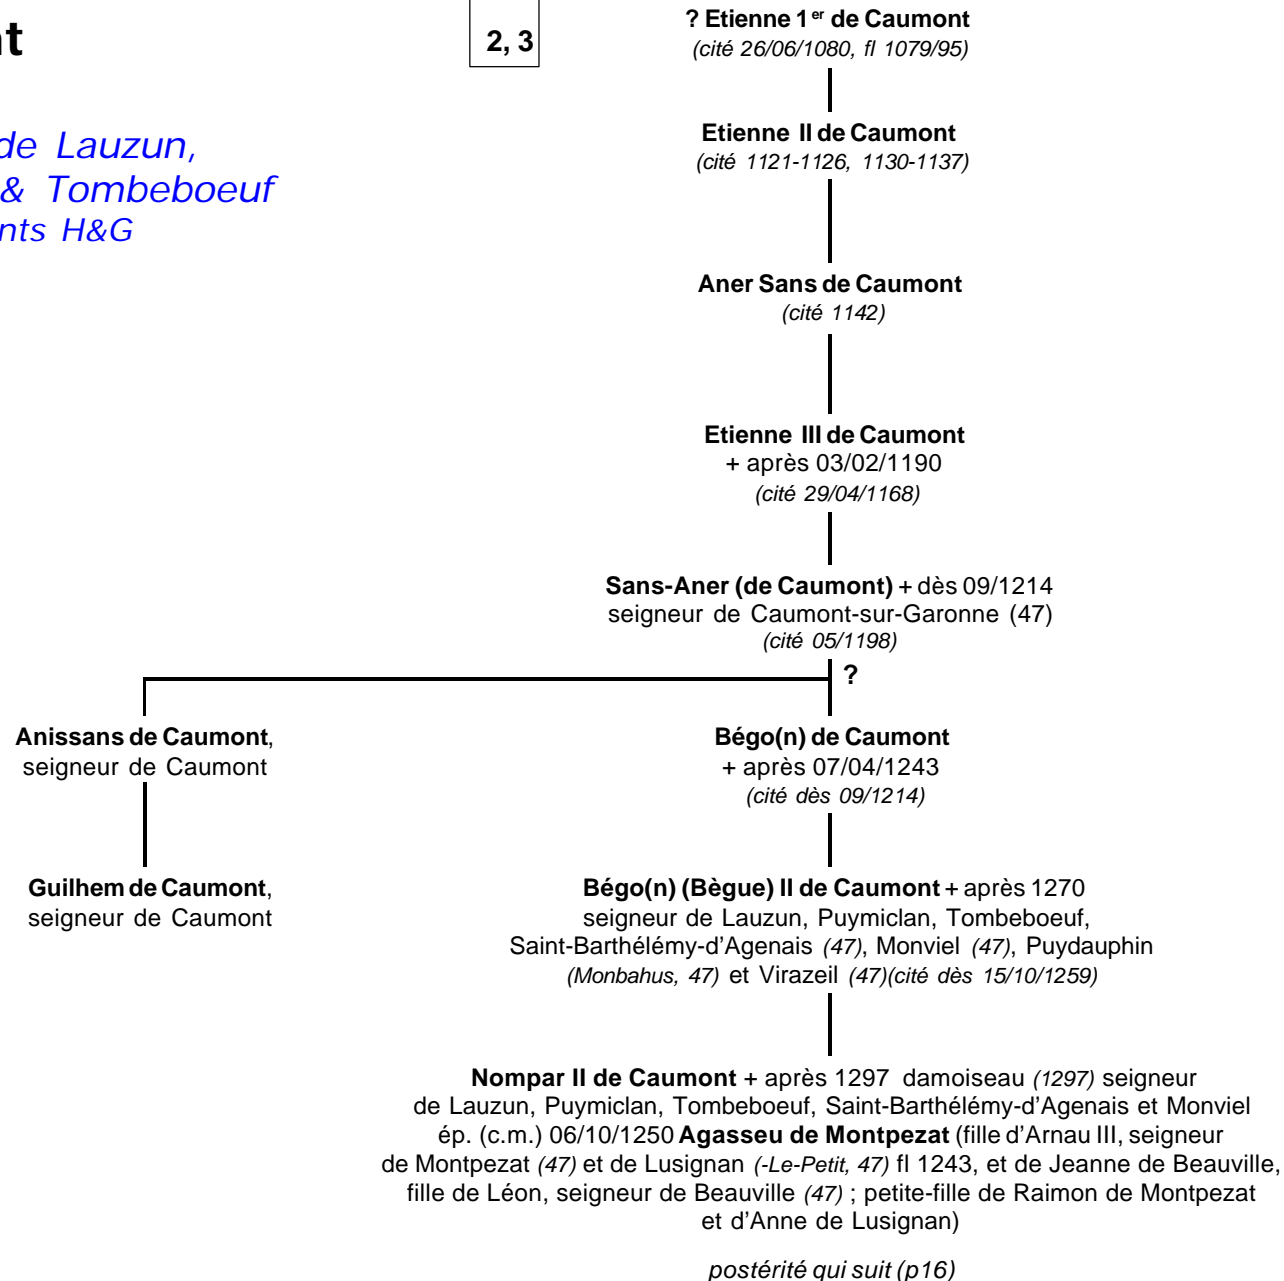 nt
2, 3
de Lauzun,
& Tombeboeuf
nts H&G
? Etienne 1er de Caumont
(cité 26/06/1080, fl 1079/95)
Etienne II de Caumont
(cité 1121-1126, 1130-1137)
Aner Sans de Caumont
(cité 1142)
Etienne III de Caumont
+ après 03/02/1190
(cité 29/04/1168)
Sans-Aner (de Caumont) + dès 09/1214
seigneur de Caumont-sur-Garonne (47)
(cité 05/1198)
?
Anissans de Caumont,
seigneur de Caumont
Bégo(n) de Caumont
+ après 07/04/1243
(cité dès 09/1214)
Guilhem de Caumont,
seigneur de Caumont
Bégo(n) (Bègue) II de Caumont + après 1270
seigneur de Lauzun, Puymiclan, Tombeboeuf,
Saint-Barthélémy-d'Agenais (47), Monviel (47), Puydauphin
(Monbahus, 47) et Virazeil (47)(cité dès 15/10/1259)
Nompar II de Caumont + après 1297 damoiseau (1297) seigneur
de Lauzun, Puymiclan, Tombeboeuf, Saint-Barthélémy-d'Agenais et Monviel
ép. (c.m.) 06/10/1250 Agasseu de Montpezat (fille d'Arnau III, seigneur
de Montpezat (47) et de Lusignan (-Le-Petit, 47) fl 1243, et de Jeanne de Beauville,
fille de Léon, seigneur de Beauville (47) ; petite-fille de Raimon de Montpezat
et d'Anne de Lusignan)
postérité qui suit (p16)